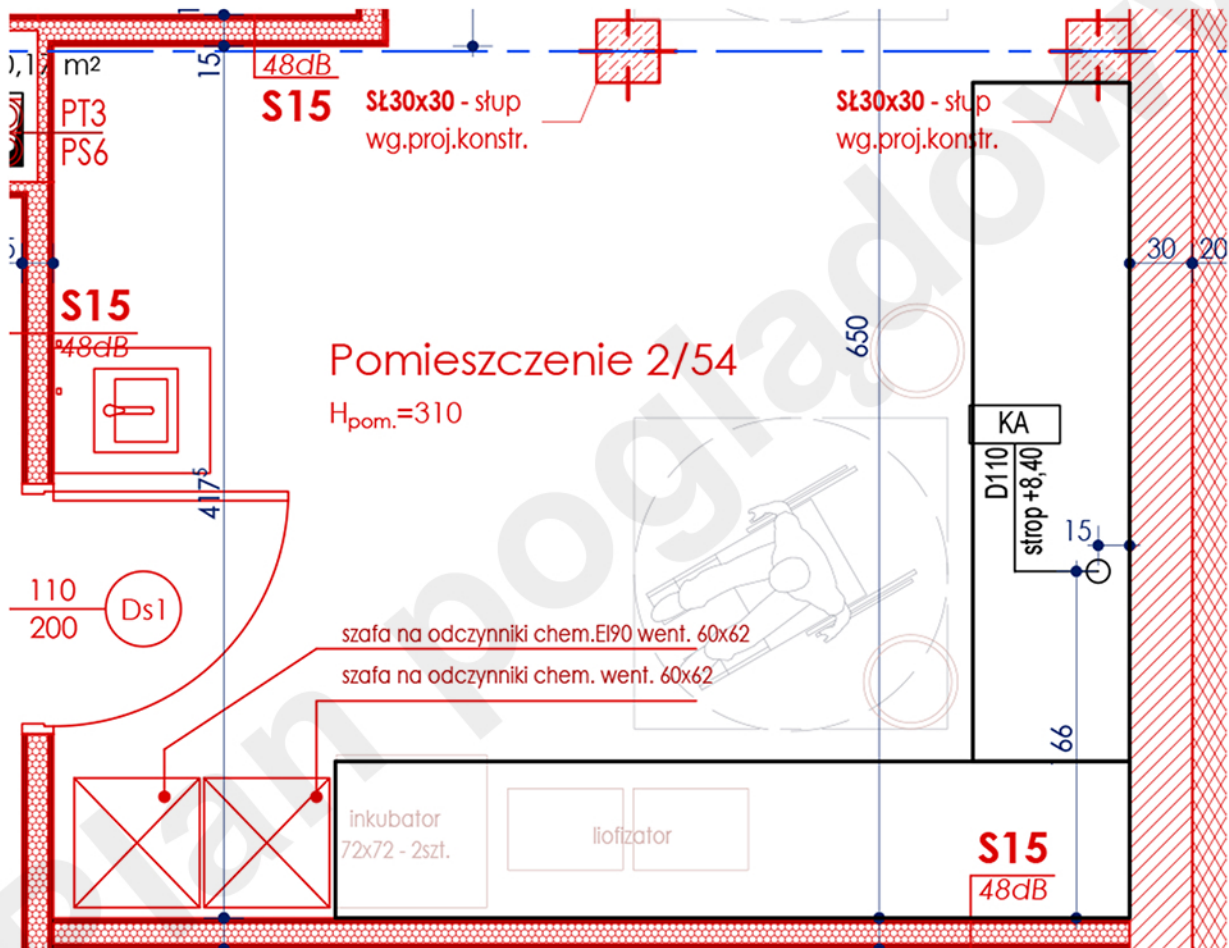 15
48dB
S15
SŁ30x30 - słup
wg.proj.konstr.
SŁ30x30 - słup
wg.proj.konstr.
m²
PT3
PS6
30
20
S15
48dB
Pomieszczenie 2/54
Hpom.=310
650
KA
D110
strop +8,40
417⁵
15
110
200
Ds1
szafa na odczynniki chem.EI90 went. 60x62
szafa na odczynniki chem. went. 60x62
166
inkubator
72x72 - 2szt.
liofizator
S15
48dB
Plan poglądowy